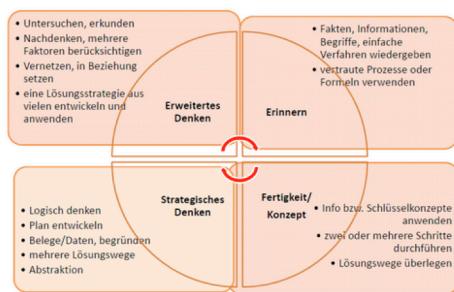 • Untersuchen, erkunden
• Nachdenken, mehrere
Faktoren berücksichtigen
• Vernetzen, in Beziehung
setzen
• eine Lösungsstrategie aus
vielen entwickeln und
anwenden
Erweitertes
Denken
• Fakten, Informationen,
Begriffe, einfache
Verfahren wiedergeben
• vertraute Prozesse oder
Formeln verwenden
Erinnern
Strategisches
Denken
• Logisch denken
• Plan entwickeln
• Belege/Daten, begründen
• mehrere Lösungswege
• Abstraktion
Fertigkeit/
Konzept
• Info bzw. Schlüsselkonzepte
anwenden
• zwei oder mehrere Schritte
durchführen
• Lösungswege überlegen